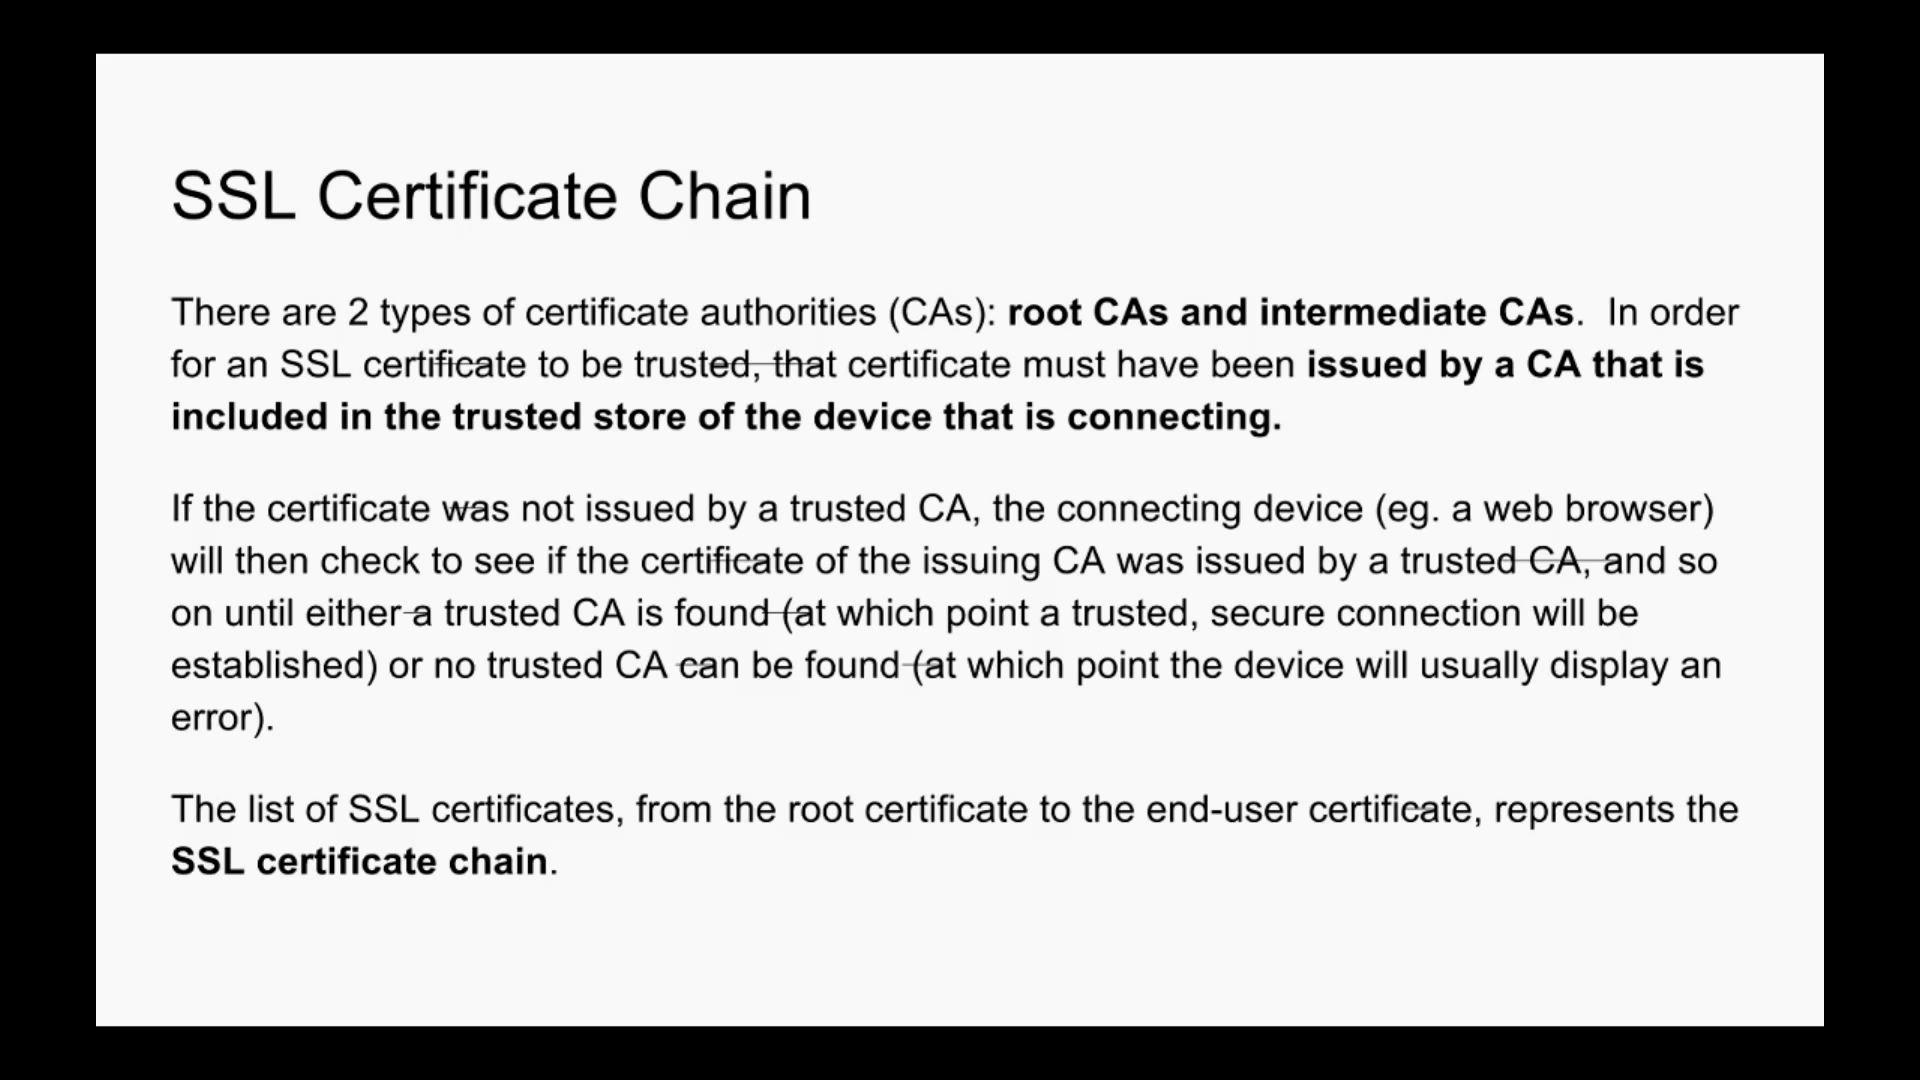 SSL Certificate Chain
There are 2 types of certificate authorities (CAs): root CAs and intermediate CAs.  In order
for an SSL certificate to be trusted, that certificate must have been issued by a CA that is
included in the trusted store of the device that is connecting.
If the certificate was not issued by a trusted CA, the connecting device (eg. a web browser)
will then check to see if the certificate of the issuing CA was issued by a trusted CA, and so
on until either a trusted CA is found (at which point a trusted, secure connection will be
established) or no trusted CA can be found (at which point the device will usually display an
error).
The list of SSL certificates, from the root certificate to the end-user certificate, represents the
SSL certificate chain.